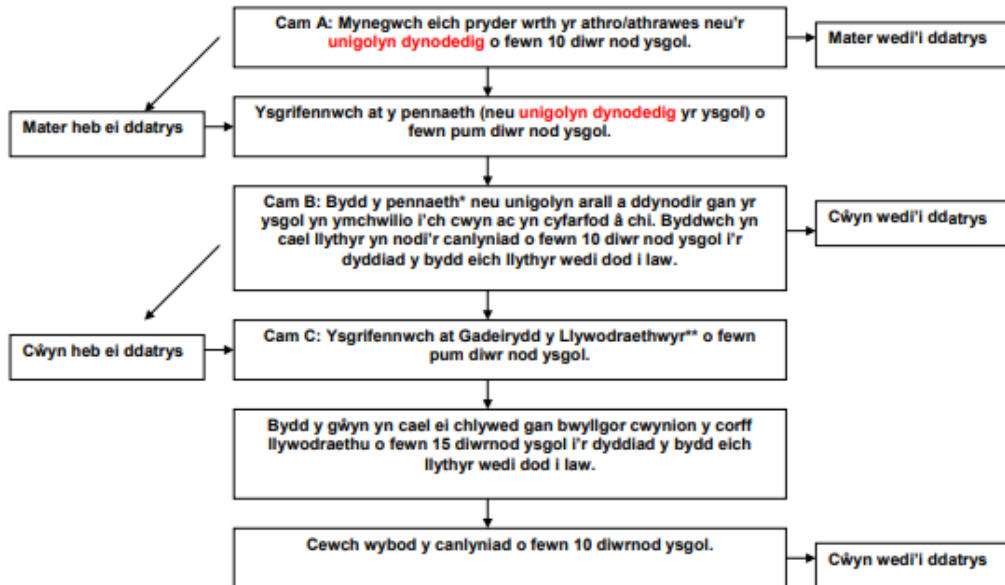 Cam A: Mynegwch eich pryder wrth yr athro/athrawes neu'r
unigolyn dynodedig o fewn 10 diwr nod ysgol.
Mater wedi'i ddatrys
Mater heb ei ddatrys
Ysgrifennwch at y pennaeth (neu unigolyn dynodedig yr ysgol) o
fewn pum diwr nod ysgol.
Cam B: Bydd y pennaeth* neu unigolyn arall a ddynodir gan yr
ysgol yn ymchwilio i'ch cwyn ac yn cyfarfod â chi. Byddwch yn
cael llythyr yn nodi'r canlyniad o fewn 10 diwr nod ysgol i'r
dyddiad y bydd eich llythyr wedi dod i law.
Cŵyn wedi'i ddatrys
Cŵyn heb ei ddatrys
Cam C: Ysgrifennwch at Gadeirydd y Llywodraethwyr** o fewn
pum diwr nod ysgol.
Bydd y gŵyn yn cael ei chlywed gan bwyllgor cwynion y corff
llywodraethu o fewn 15 diwrnod ysgol i'r dyddiad y bydd eich
llythyr wedi dod i law.
Cewch wybod y canlyniad o fewn 10 diwrnod ysgol.
Cŵyn wedi'i ddatrys